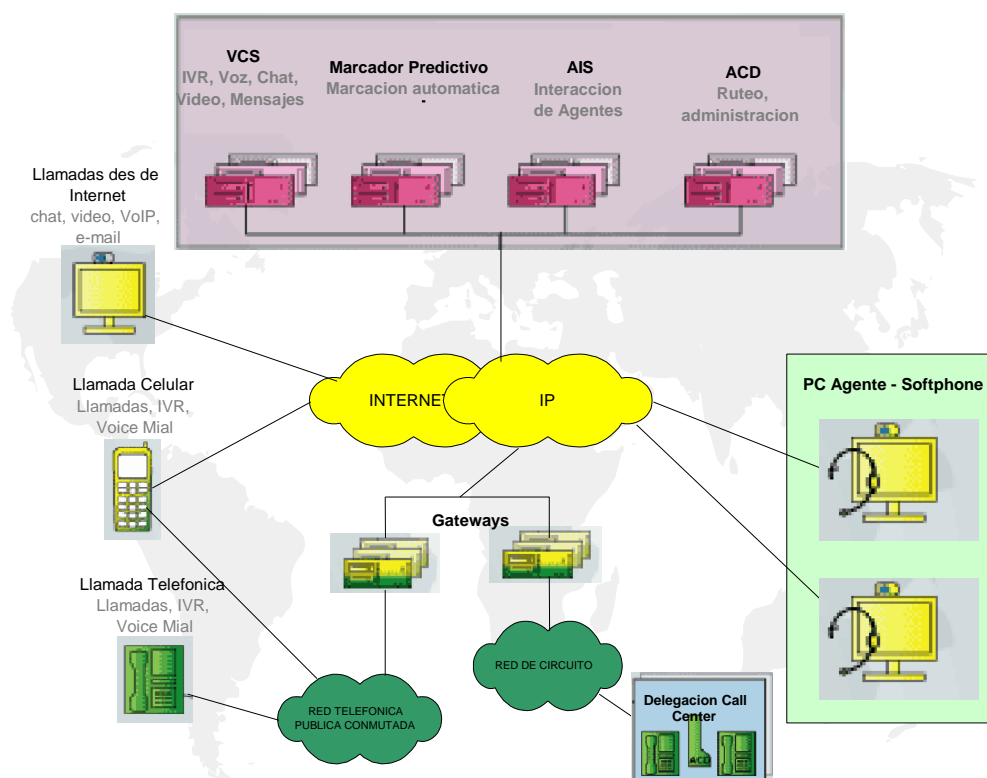 VCS
IVR, Voz, Chat,
Video, Mensajes
Marcador Predictivo
Marcacion automatica
-
AIS
Interaccion
de Agentes
ACD
Ruteo,
administracion
Llamadas des de
Internet
chat, video, VoIP,
e-mail
INTERNET
IP
Llamada Celular
Llamadas, IVR,
Voice Mial
PC Agente - Softphone
Gateways
Llamada Telefonica
Llamadas, IVR,
Voice Mial
RED DE CIRCUITO
RED TELEFONICA
PUBLICA CONMUTADA
Delegacion Call
Center
ACD